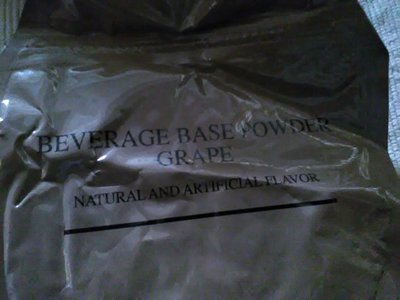 BEVERAGE BASE POWDER
GRAPE
NATURAL AND ARTIFICIAL FLAVOR